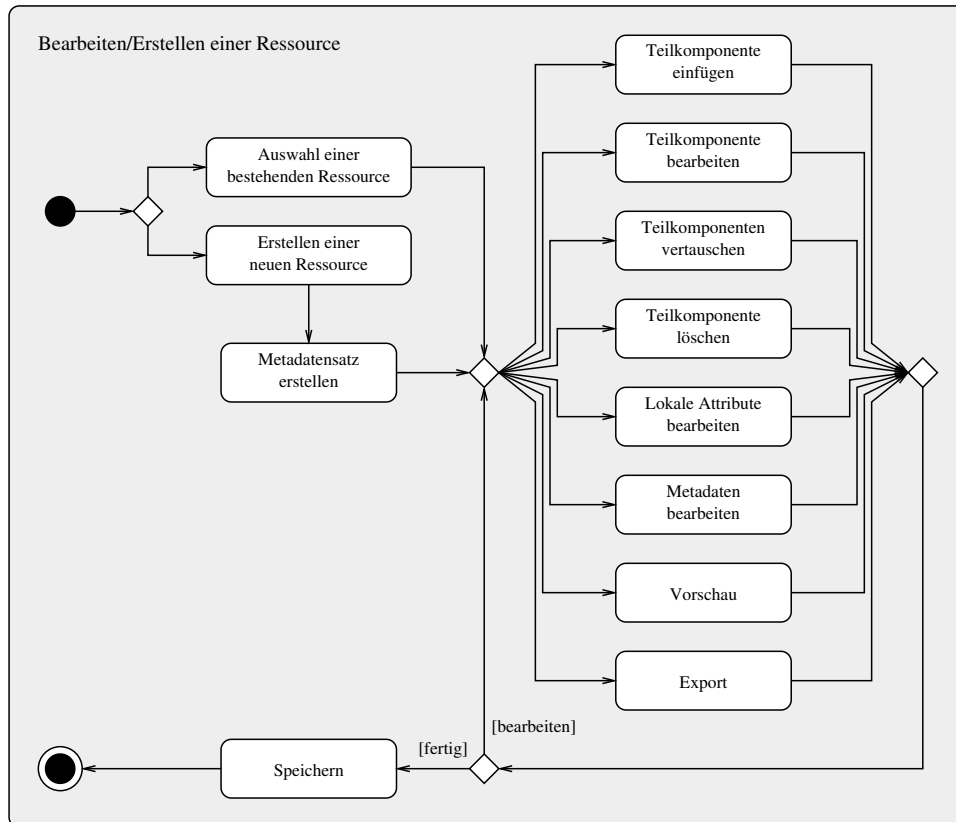 Bearbeiten/Erstellen einer Ressource
Auswahl einer
bestehenden Ressource
Erstellen einer
neuen Ressource
Metadatensatz
erstellen
Teilkomponente
einfügen
Teilkomponente
bearbeiten
Teilkomponenten
vertauschen
Teilkomponente
löschen
Lokale Attribute
bearbeiten
Metadaten
bearbeiten
Vorschau
Export
[bearbeiten]
[fertig]
Speichern